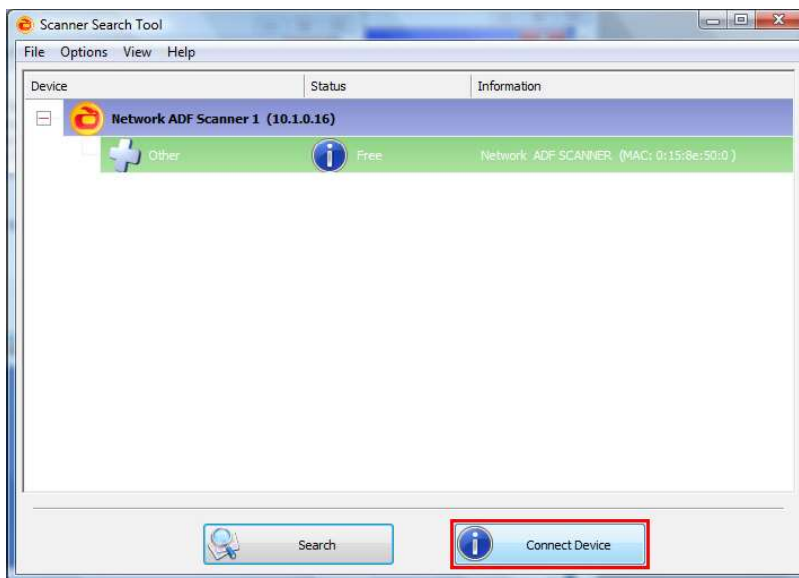 Scanner Search Tool
File Options View Help
Device Status Information
Network ADF Scanner 1 (10.1.0.16)
Other Free Network ADF SCANNER (MAC: 0:15:8e:50:0 )
Search Connect Device